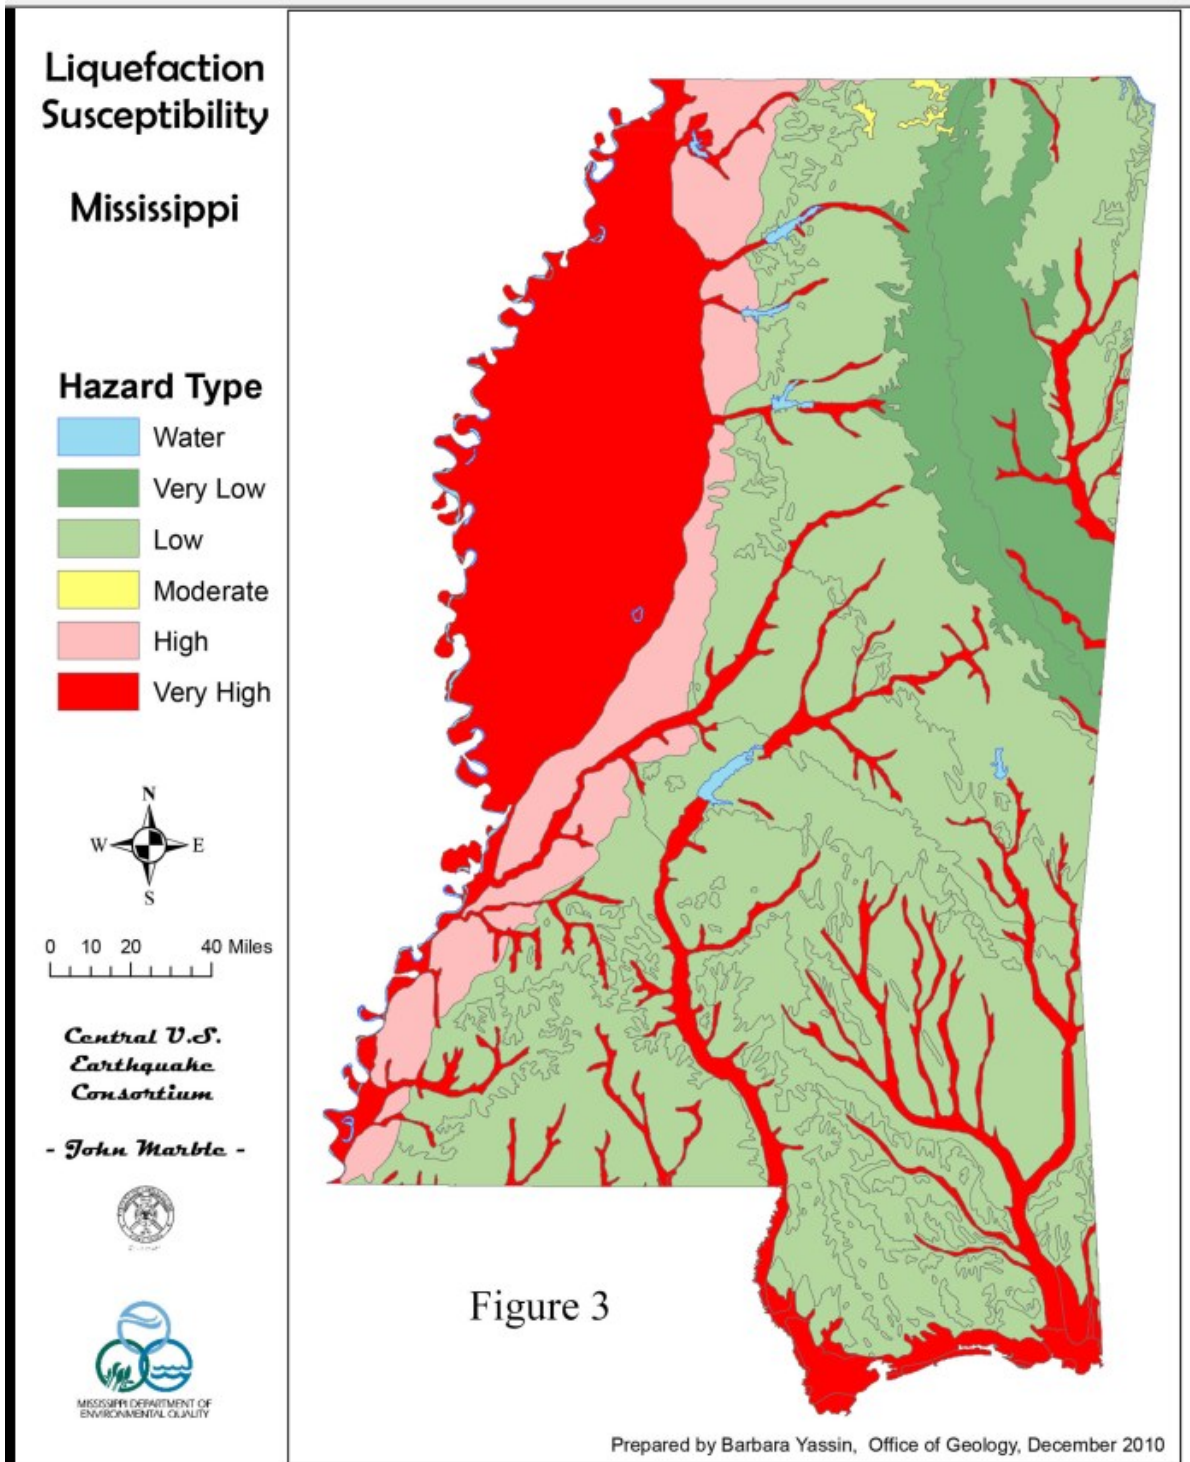 Liquefaction
Susceptibility
Mississippi
Hazard Type
Water
Very Low
Low
Moderate
High
Very High
N
W E
S
0 10 20 40 Miles
Central U.S.
Earthquake
Consortium
- John Marble -
MISSISSIPPI DEPARTMENT OF
ENVIRONMENTAL QUALITY
Figure 3
Prepared by Barbara Yassin, Office of Geology, December 2010